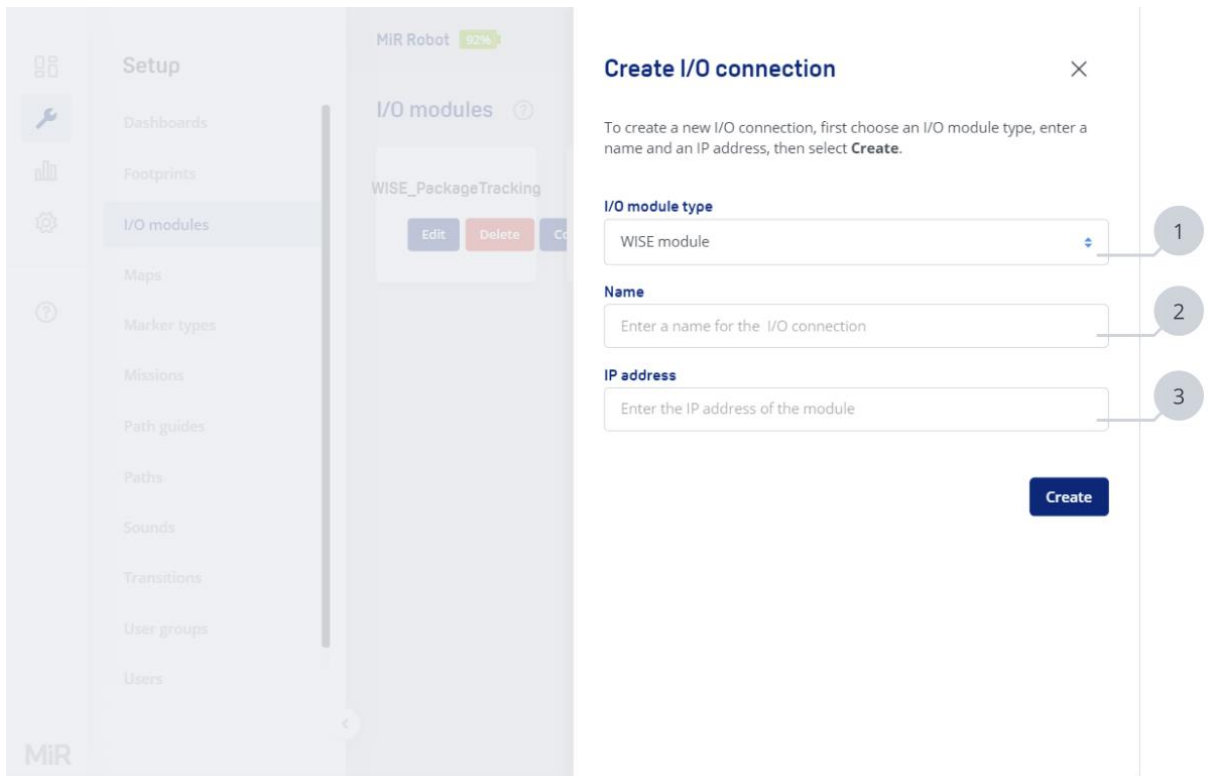 MiR Robot 92%
Setup
Dashboards
Footprints
I/O modules
Maps
Marker types
Missions
Path guides
Paths
Sounds
Transitions
User groups
Users
MiR
I/O modules ?
WISE_PackageTracking
Edit Delete Co
Create I/O connection
To create a new I/O connection, first choose an I/O module type, enter a
name and an IP address, then select Create.
I/O module type
WISE module
1
Name
Enter a name for the I/O connection
2
IP address
Enter the IP address of the module
3
Create